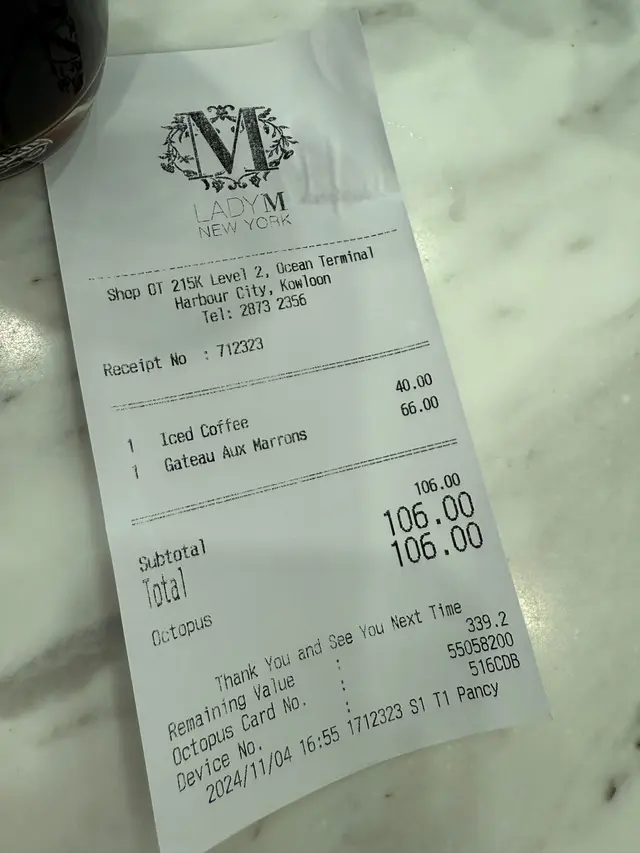 M
LADY M
NEW YORK
Shop OT 215K Level 2, Ocean Terminal
Harbour City, Kowloon
Tel: 2873 2356
Receipt No : 712323
1 Iced Coffee 40.00
1 Gateau Aux Marrons 66.00
Subtotal 106.00
Total 106.00
Octopus 106.00
Thank You and See You Next Time
Remaining Value : 339.2
Octopus Card No. : 55058200
Device No. : 516CDB
2024/11/04 16:55 1712323 S1 T1 Pancy